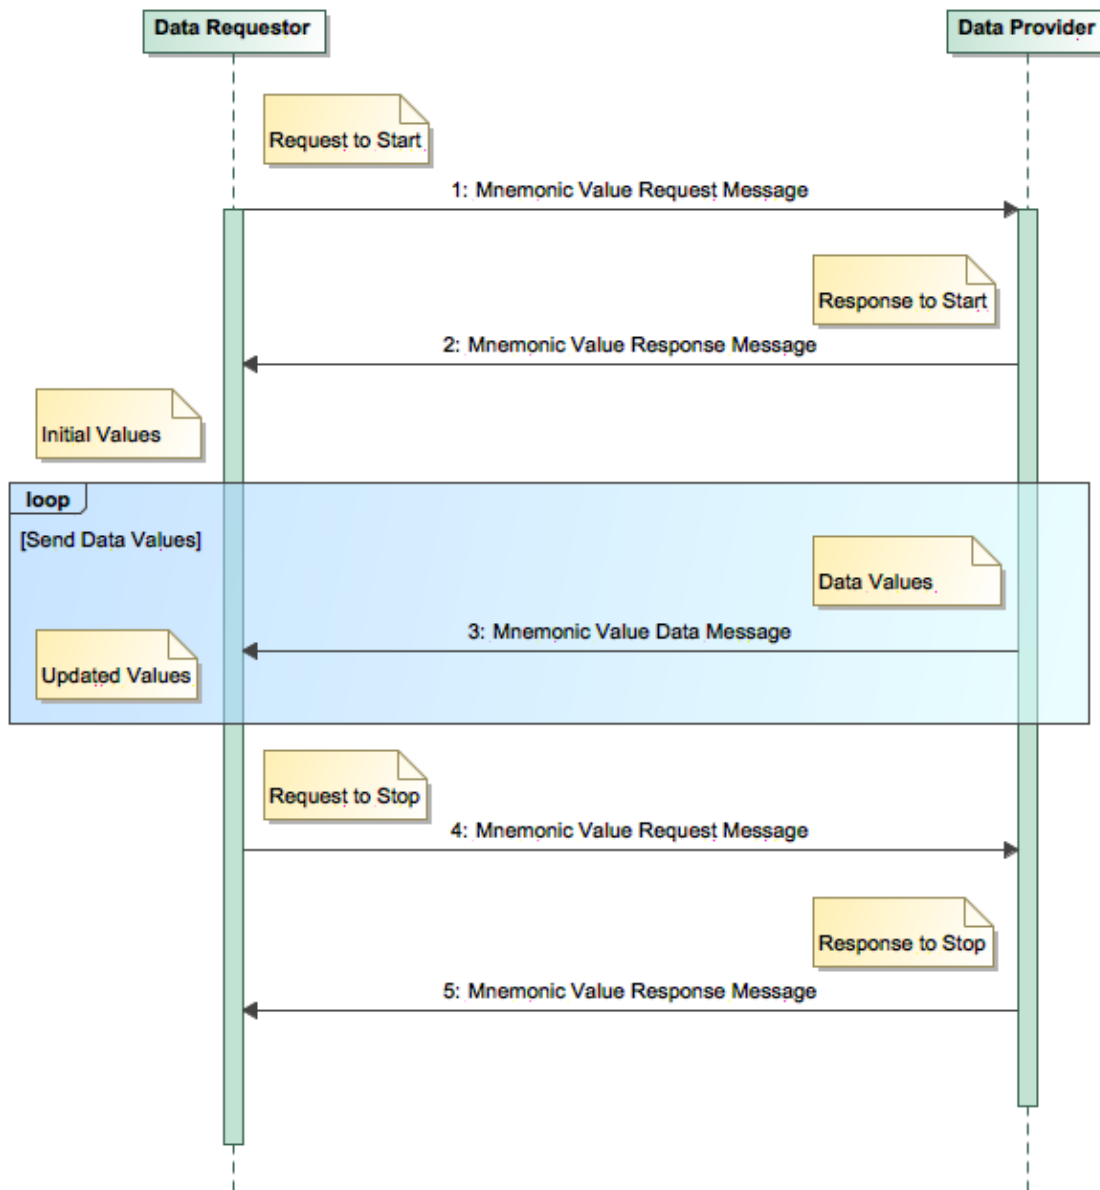 Data Requestor
Data Provider
Request to Start
1: Mnemonic Value Request Message
Response to Start
2: Mnemonic Value Response Message
Initial Values
loop
[Send Data Values]
Data Values
3: Mnemonic Value Data Message
Updated Values
Request to Stop
4: Mnemonic Value Request Message
Response to Stop
5: Mnemonic Value Response Message